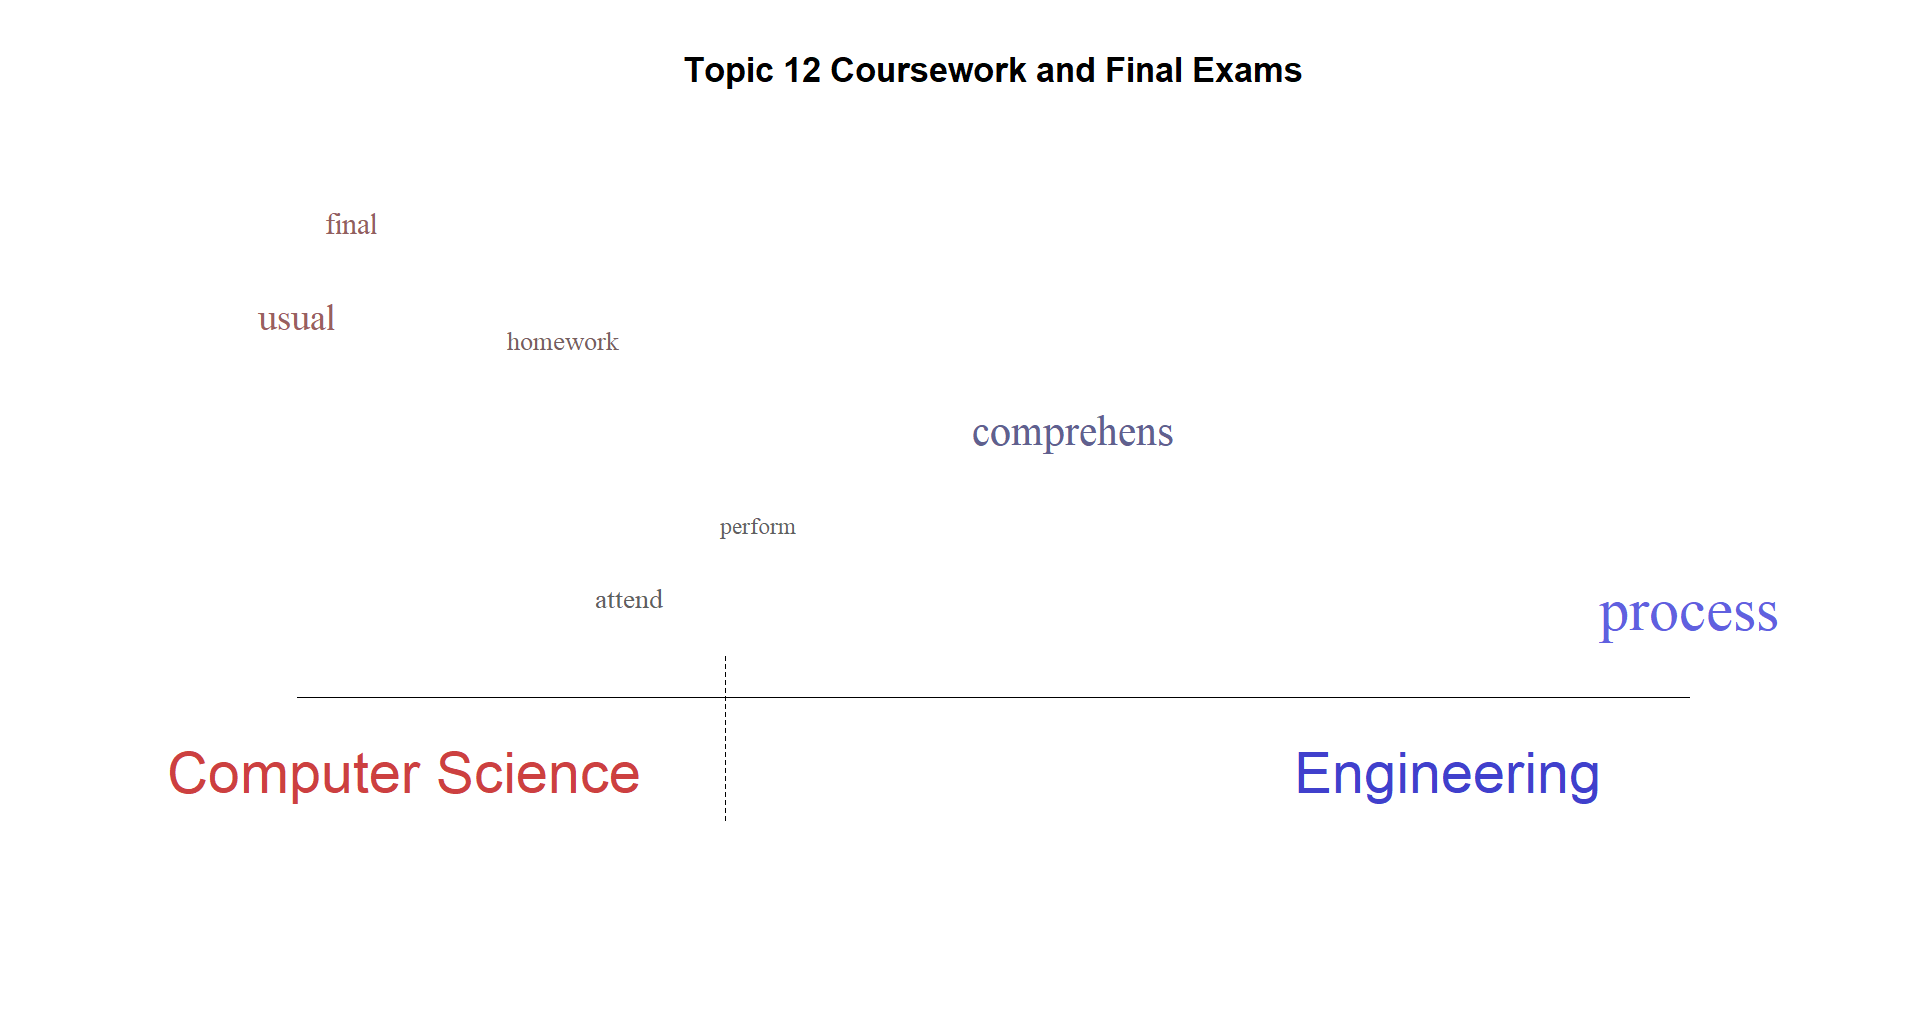 Topic 12 Coursework and Final Exams
final
usual
homework
comprehens
perform
attend
process
Computer Science
Engineering